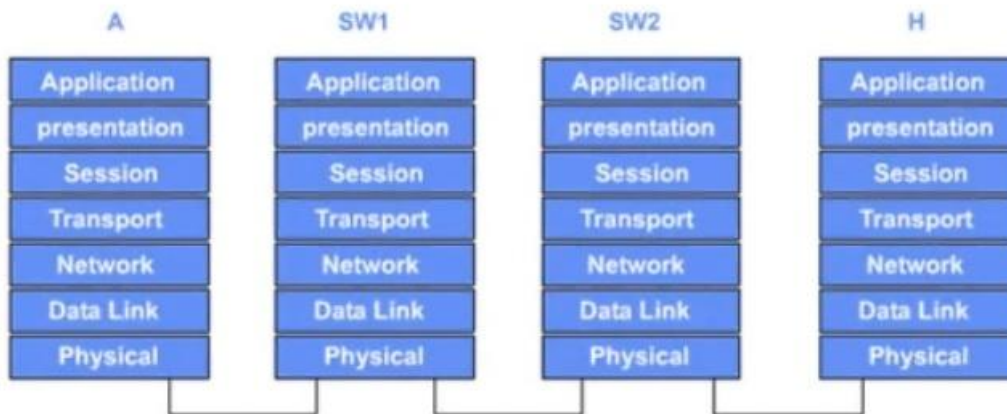 A SW1 SW2 H
Application Application Application Application
presentation presentation presentation presentation
Session Session Session Session
Transport Transport Transport Transport
Network Network Network Network
Data Link Data Link Data Link Data Link
Physical Physical Physical Physical